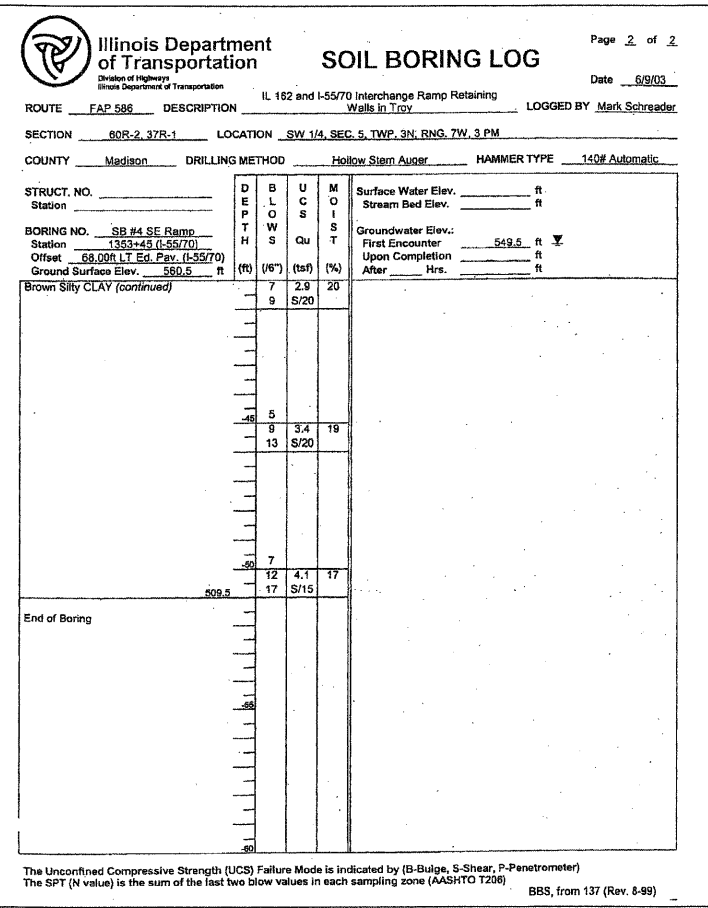 Illinois Department of Transportation
Division of Highways
Illinois Department of Transportation
SOIL BORING LOG
Page 2 of 2
Date 6/9/03
ROUTE FAP 586 DESCRIPTION IL 162 and I-55/70 Interchange Ramp Retaining Walls in Troy LOGGED BY Mark Schreader
SECTION 60R-2, 37R-1 LOCATION SW 1/4, SEC. 5, TWP. 3N; RNG. 7W, 3 PM
COUNTY Madison DRILLING METHOD Hollow Stem Auger HAMMER TYPE 140# Automatic
STRUCT. NO.
Station
BORING NO. SB #4 SE Ramp
Station 1353+45 (I-55/70)
Offset 68.00ft LT Ed. Pav. (I-55/70)
Ground Surface Elev. 560.5 ft
DEPTH (ft)
BLOWS (/6")
UCS Qu (tsf)
MOIST (%)
Surface Water Elev. ft
Stream Bed Elev. ft
Groundwater Elev.:
First Encounter 549.5 ft
Upon Completion ft
After Hrs. ft
Brown Silty CLAY (continued) 7 2.9 20
9 S/20
-45 5
9 3.4 19
13 S/20
-50 7
12 4.1 17
509.5 17 S/15
End of Boring
-55
-60
The Unconfined Compressive Strength (UCS) Failure Mode is indicated by (B-Bulge, S-Shear, P-Penetrometer)
The SPT (N value) is the sum of the last two blow values in each sampling zone (AASHTO T206)
BBS, from 137 (Rev. 8-99)